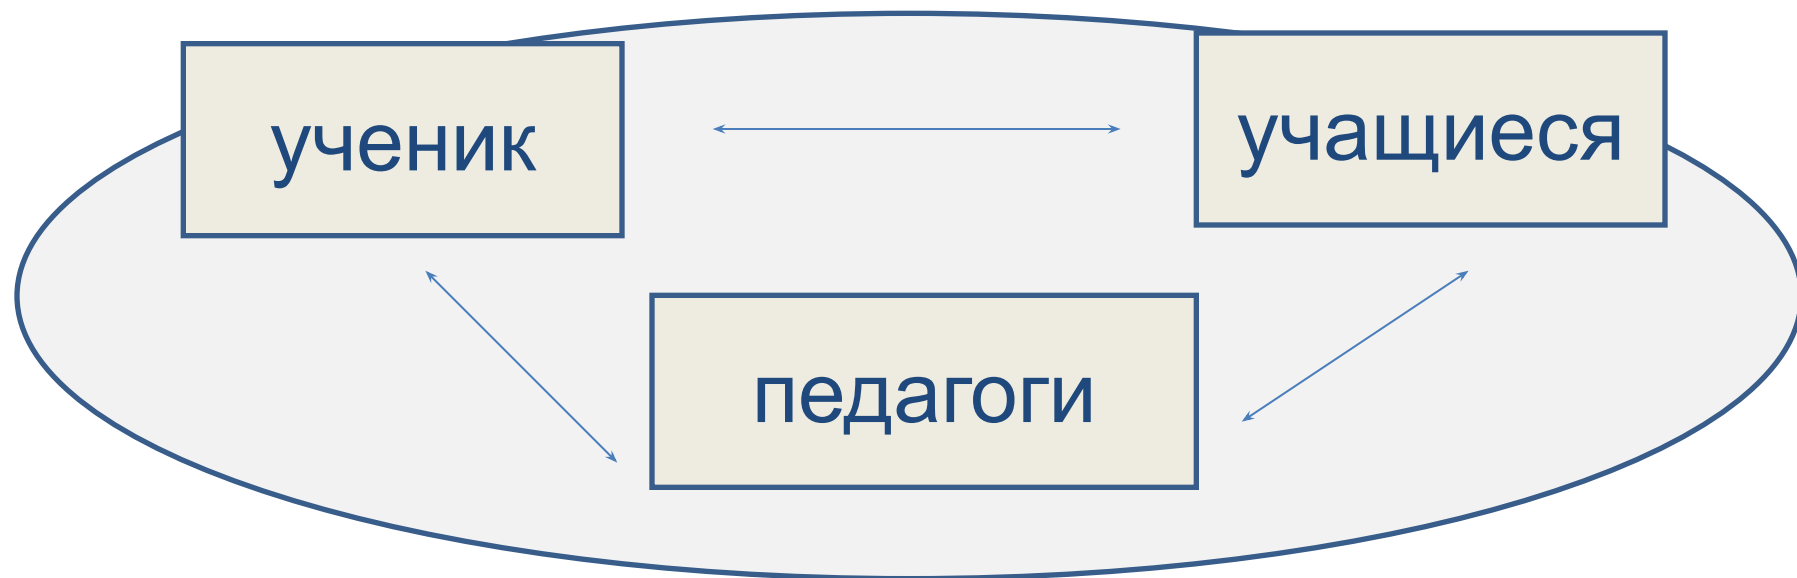 ученик
учащиеся
педагоги